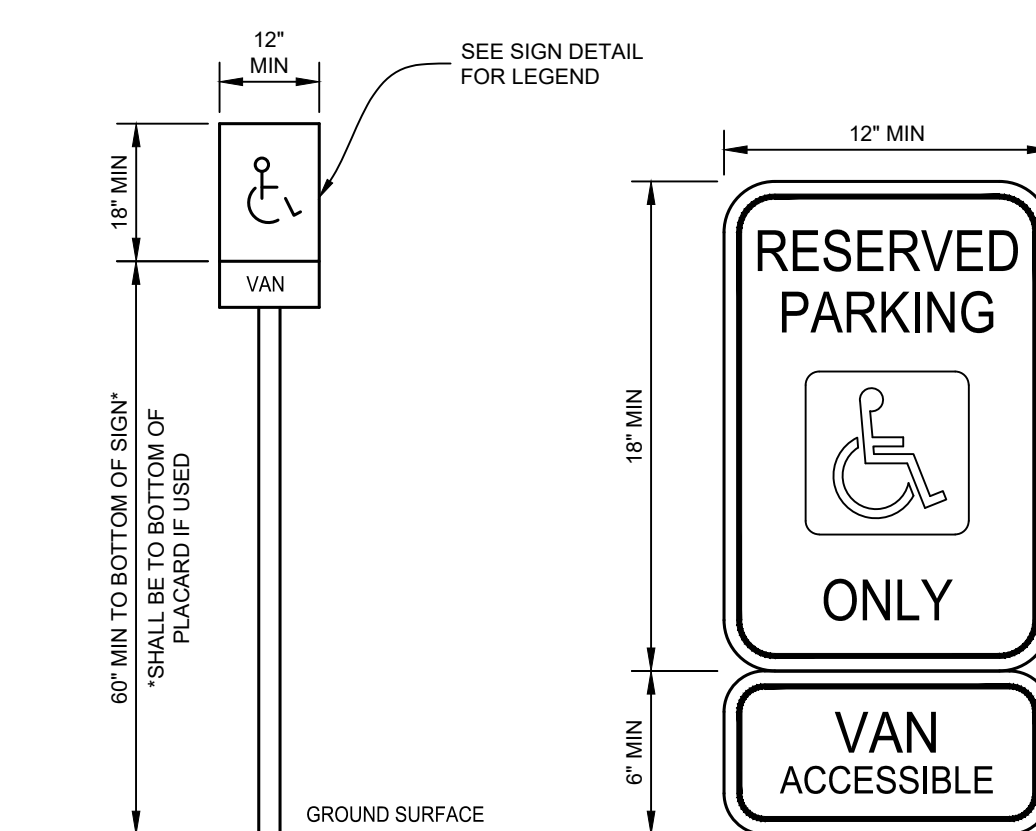 12"
MIN
SEE SIGN DETAIL
FOR LEGEND
18" MIN
VAN
60" MIN TO BOTTOM OF SIGN*
*SHALL BE TO BOTTOM OF
PLACARD IF USED
GROUND SURFACE
12" MIN
18" MIN
RESERVED
PARKING
ONLY
6" MIN
VAN
ACCESSIBLE